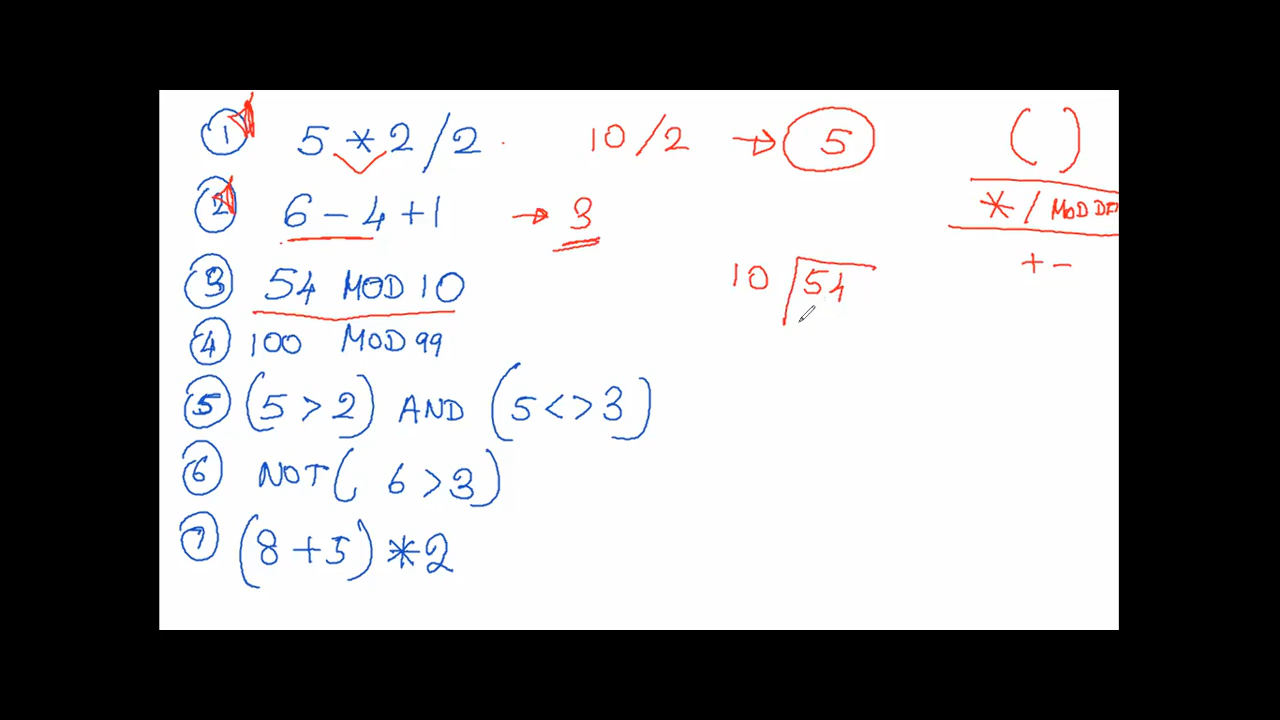 ① 5 * 2 / 2 10 / 2 → 5 ( )
② 6 - 4 + 1 → 3 * / MOD
+ -
③ 54 MOD 10 10 54
④ 100 MOD 99
⑤ (5 > 2) AND (5 <> 3)
⑥ NOT( 6 > 3)
⑦ (8 + 5) * 2